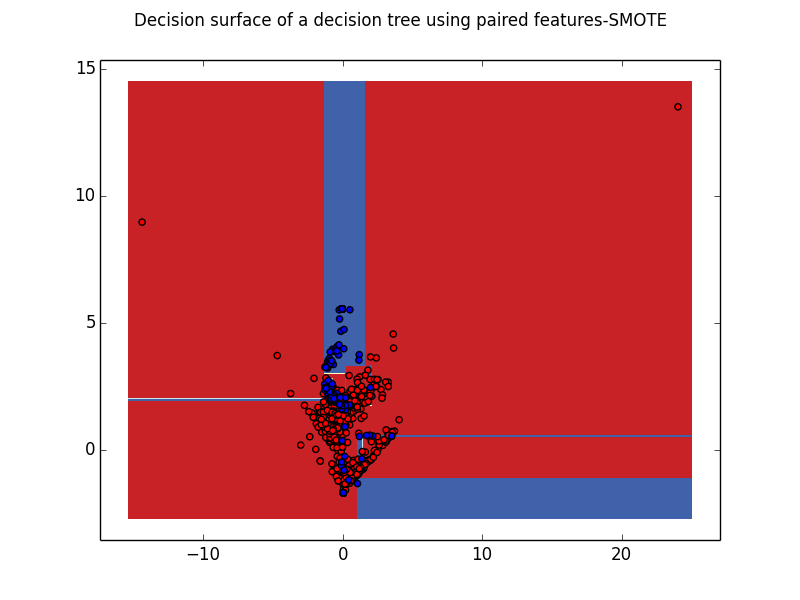 Decision surface of a decision tree using paired features-SMOTE
15
10
5
0
−10 0 10 20